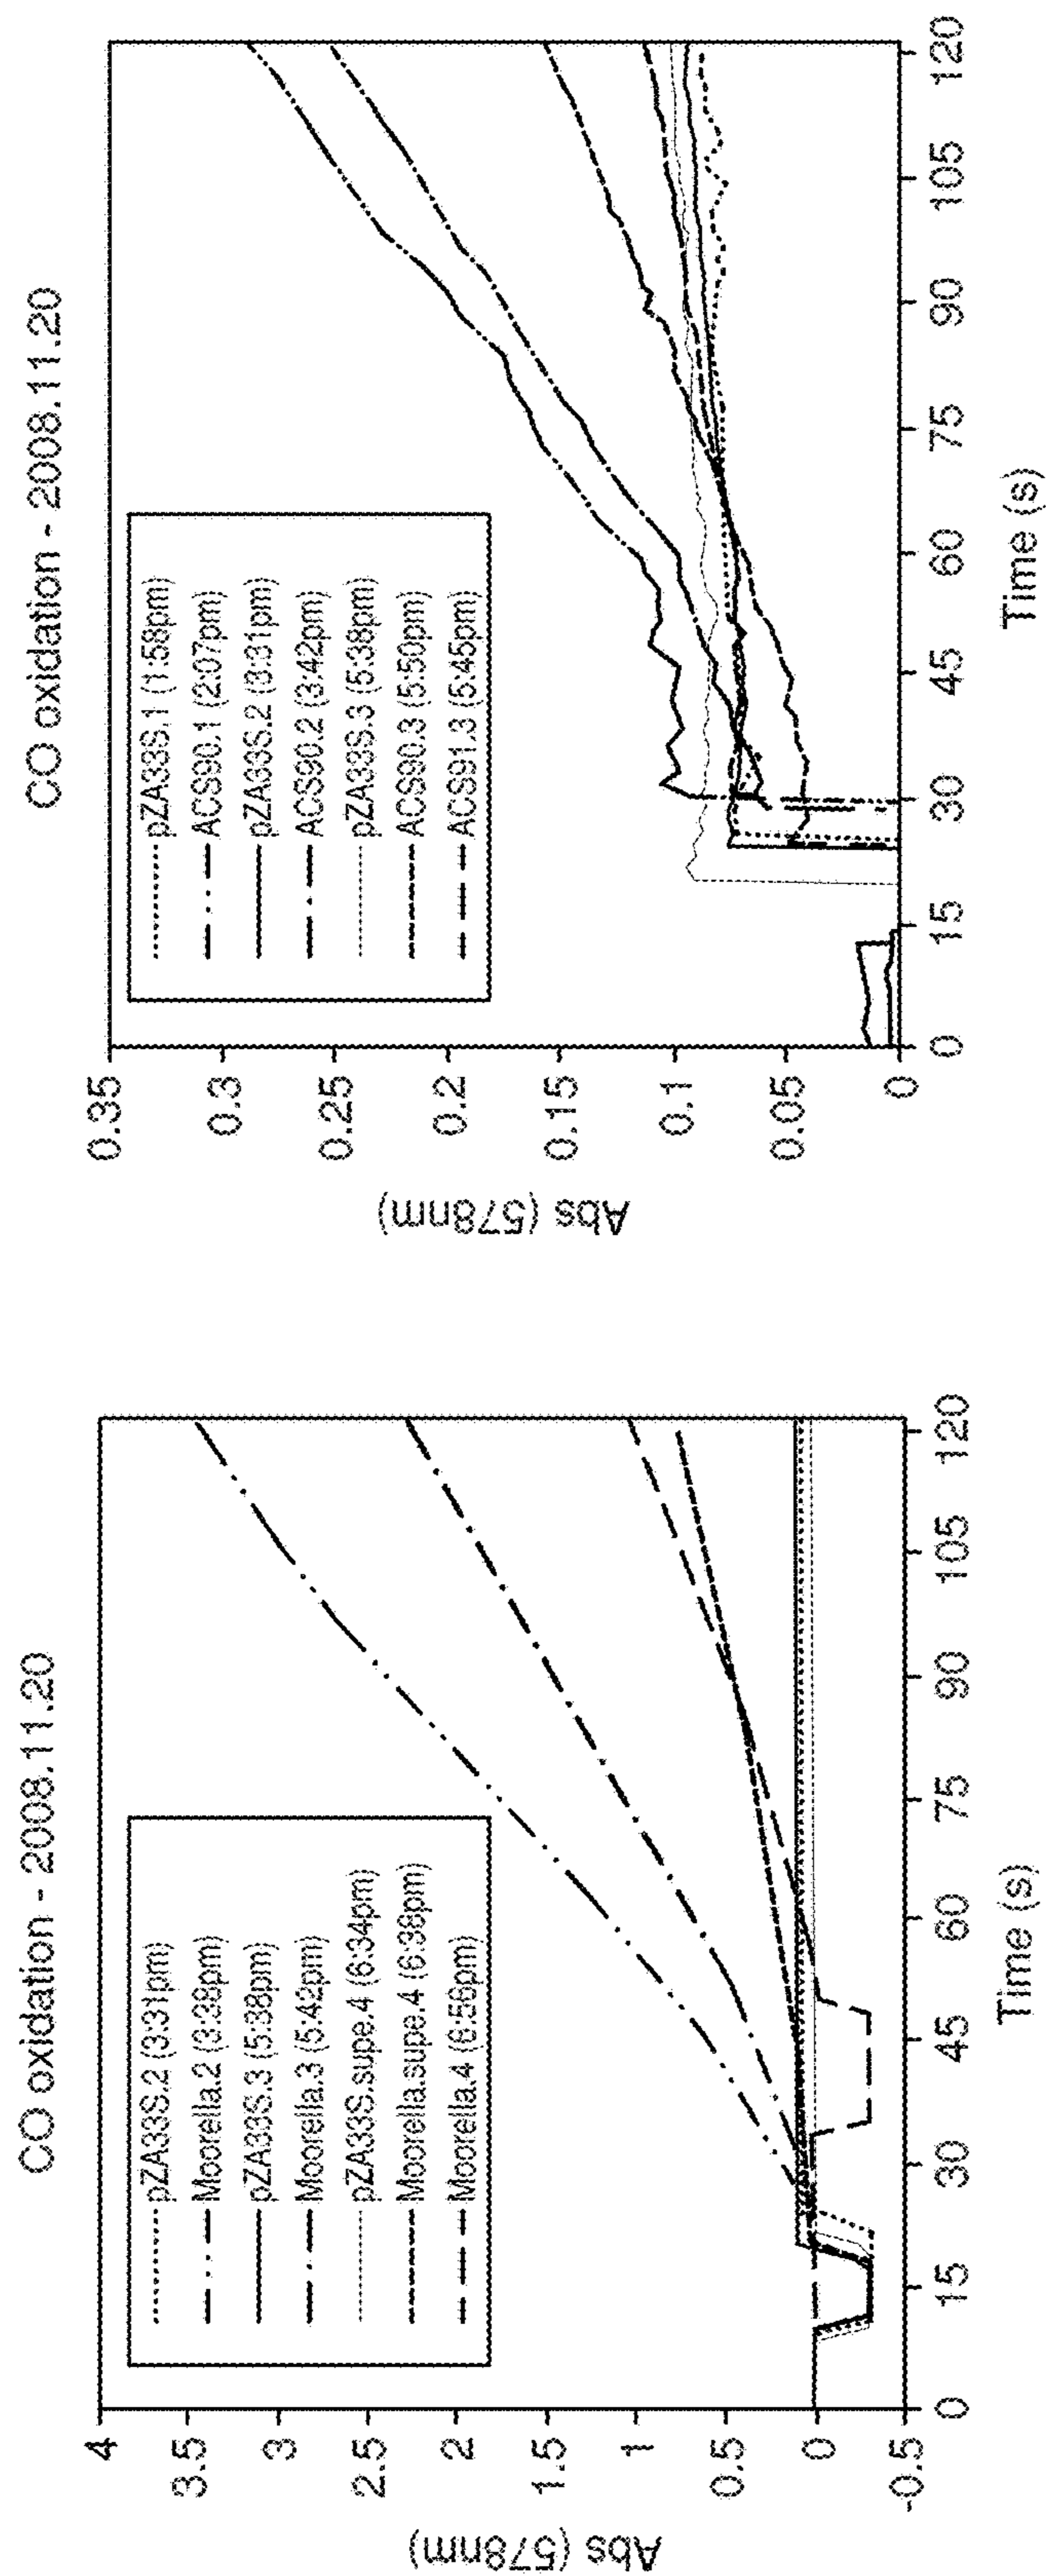 CO oxidation - 2008.11.20
Abs (578nm)
4
3.5
3
2.5
2
1.5
1
0.5
0
-0.5
pZA33S.2 (3:31pm)
Moorella.2 (3:38pm)
pZA33S.3 (5:38pm)
Moorella.3 (5:42pm)
pZA33S.supe.4 (6:34pm)
Moorella.supe.4 (6:38pm)
Moorella.4 (6:58pm)
0 15 30 45 60 75 90 105 120
Time (s)
CO oxidation - 2008.11.20
Abs (578nm)
0.35
0.3
0.25
0.2
0.15
0.1
0.05
0
pZA33S.1 (1:58pm)
ACS90.1 (2:07pm)
pZA33S.2 (3:31pm)
ACS90.2 (3:42pm)
pZA33S.3 (5:38pm)
ACS90.3 (5:50pm)
ACS91.3 (5:45pm)
0 15 30 45 60 75 90 105 120
Time (s)